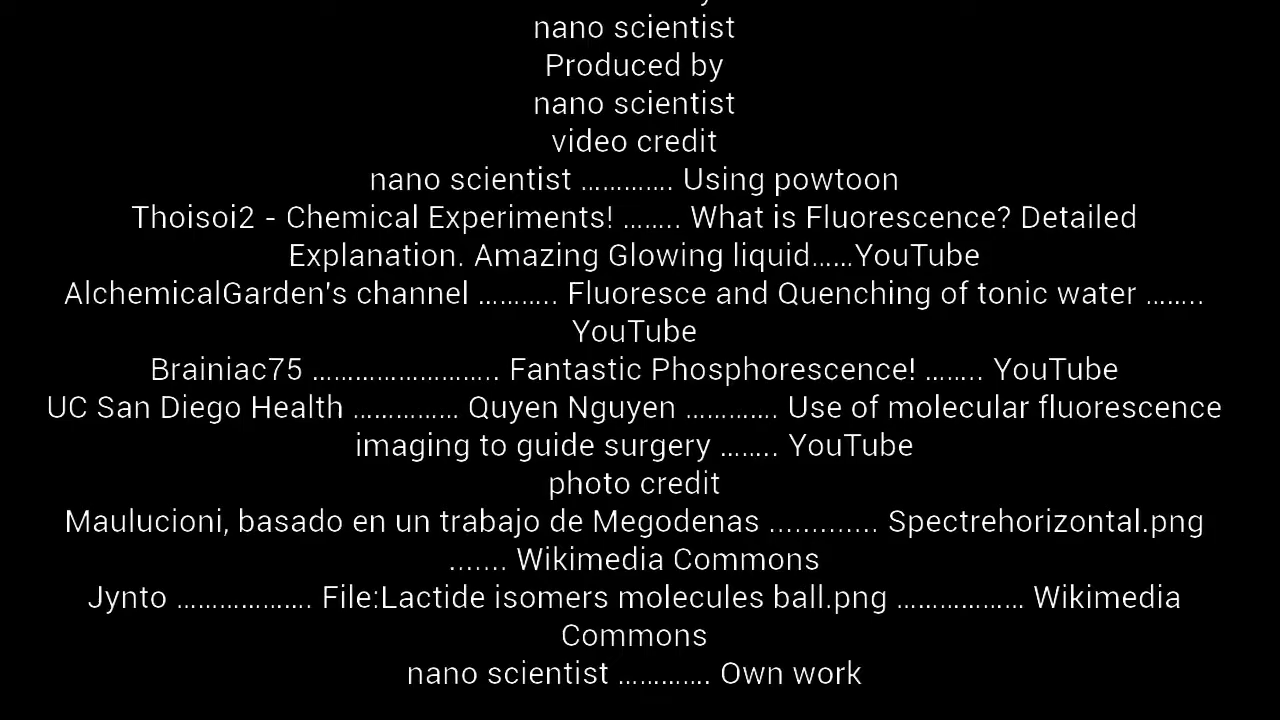 nano scientist
Produced by
nano scientist
video credit
nano scientist …………. Using powtoon
Thoisoi2 - Chemical Experiments! …….. What is Fluorescence? Detailed
Explanation. Amazing Glowing liquid……YouTube
AlchemicalGarden's channel ……….. Fluoresce and Quenching of tonic water ……..
YouTube
Brainiac75 …………………….. Fantastic Phosphorescence! …….. YouTube
UC San Diego Health …………… Quyen Nguyen …………. Use of molecular fluorescence
imaging to guide surgery …….. YouTube
photo credit
Maulucioni, basado en un trabajo de Megodenas ............. Spectrehorizontal.png
....... Wikimedia Commons
Jynto ………………. File:Lactide isomers molecules ball.png ……………… Wikimedia
Commons
nano scientist …………. Own work